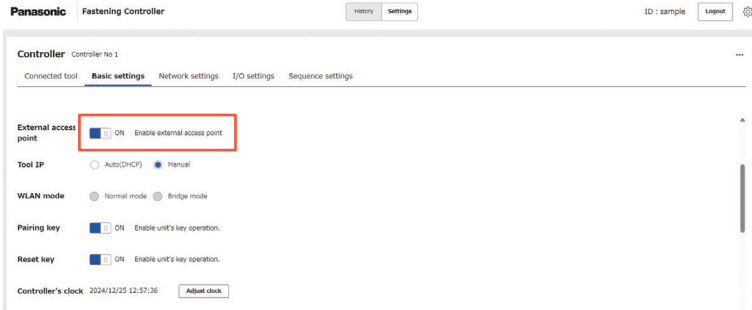 Panasonic Fastening Controller History Settings ID : sample Logout
Controller Controller No 1
Connected tool Basic settings Network settings I/O settings Sequence settings
External access point ON Enable external access point
Tool IP Auto(DHCP) Manual
WLAN mode Normal mode Bridge mode
Pairing key ON Enable unit's key operation.
Reset key ON Enable unit's key operation.
Controller's clock 2024/12/25 12:57:36 Adjust clock